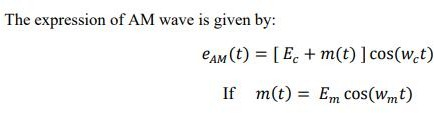 The expression of AM wave is given by:
e_AM(t) = [ E_c + m(t) ] cos(w_c t)
If m(t) = E_m cos(w_m t)